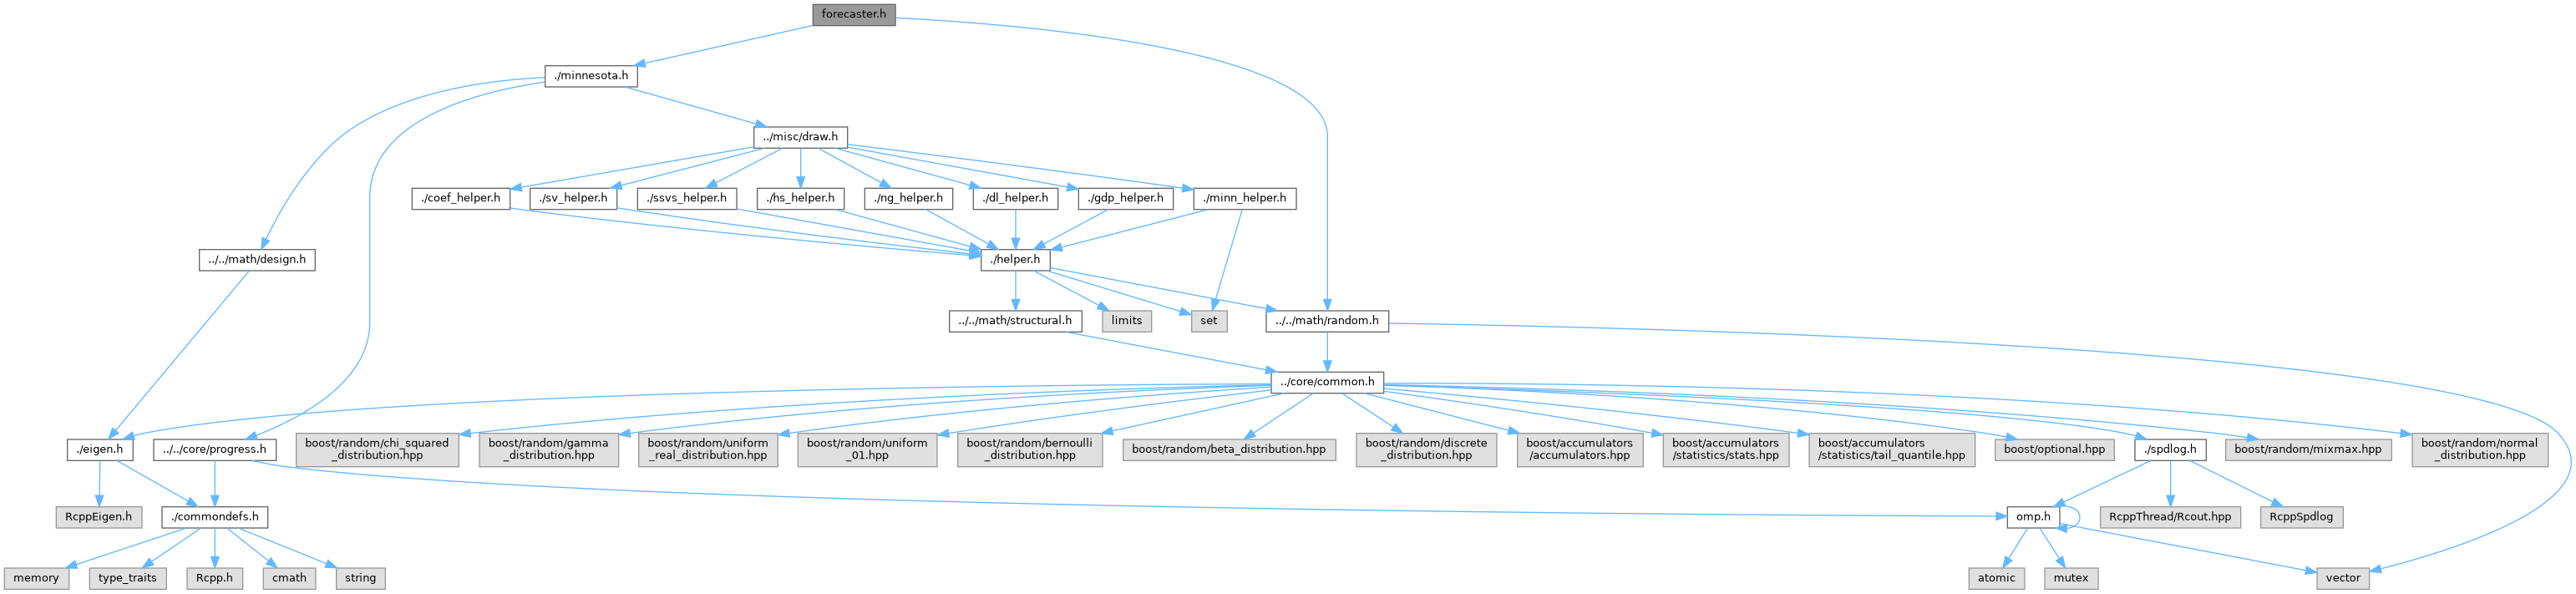 forecaster.h
./minnesota.h
../misc/draw.h
./coef_helper.h
./sv_helper.h
./ssvs_helper.h
./hs_helper.h
./ng_helper.h
./dl_helper.h
./gdp_helper.h
./minn_helper.h
../../math/design.h
./helper.h
../../math/structural.h
limits
set
../../math/random.h
../core/common.h
./eigen.h
../../core/progress.h
boost/random/chi_squared
_distribution.hpp
boost/random/gamma
_distribution.hpp
boost/random/uniform
_real_distribution.hpp
boost/random/uniform
_01.hpp
boost/random/bernoulli
_distribution.hpp
boost/random/beta_distribution.hpp
boost/random/discrete
_distribution.hpp
boost/accumulators
/accumulators.hpp
boost/accumulators
/statistics/stats.hpp
boost/accumulators
/statistics/tail_quantile.hpp
boost/optional.hpp
./spdlog.h
boost/random/mixmax.hpp
boost/random/normal
_distribution.hpp
RcppEigen.h
./commondefs.h
omp.h
RcppThread/Rcout.hpp
RcppSpdlog
memory
type_traits
Rcpp.h
cmath
string
atomic
mutex
vector